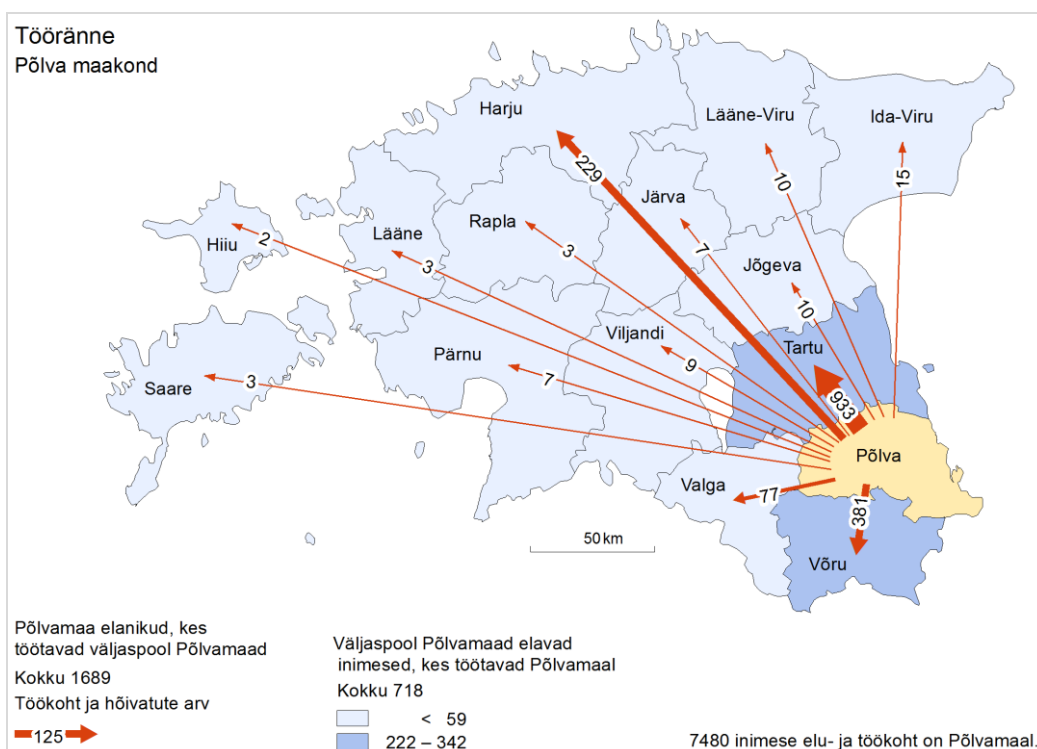 Tööränne
Põlva maakond
Harju
Lääne-Viru
Ida-Viru
229
10
15
Järva
Rapla
Lääne
Hiiu
2
3
3
7
Jõgeva
10
Viljandi
Tartu
Pärnu
Saare
3
7
9
933
Põlva
Valga
77
381
50 km
Võru
Põlvamaa elanikud, kes
töötavad väljaspool Põlvamaad
Kokku 1689
Töökoht ja hõivatute arv
125
Väljaspool Põlvamaad elavad
inimesed, kes töötavad Põlvamaal
Kokku 718
< 59
222 – 342
7480 inimese elu- ja töökoht on Põlvamaal.